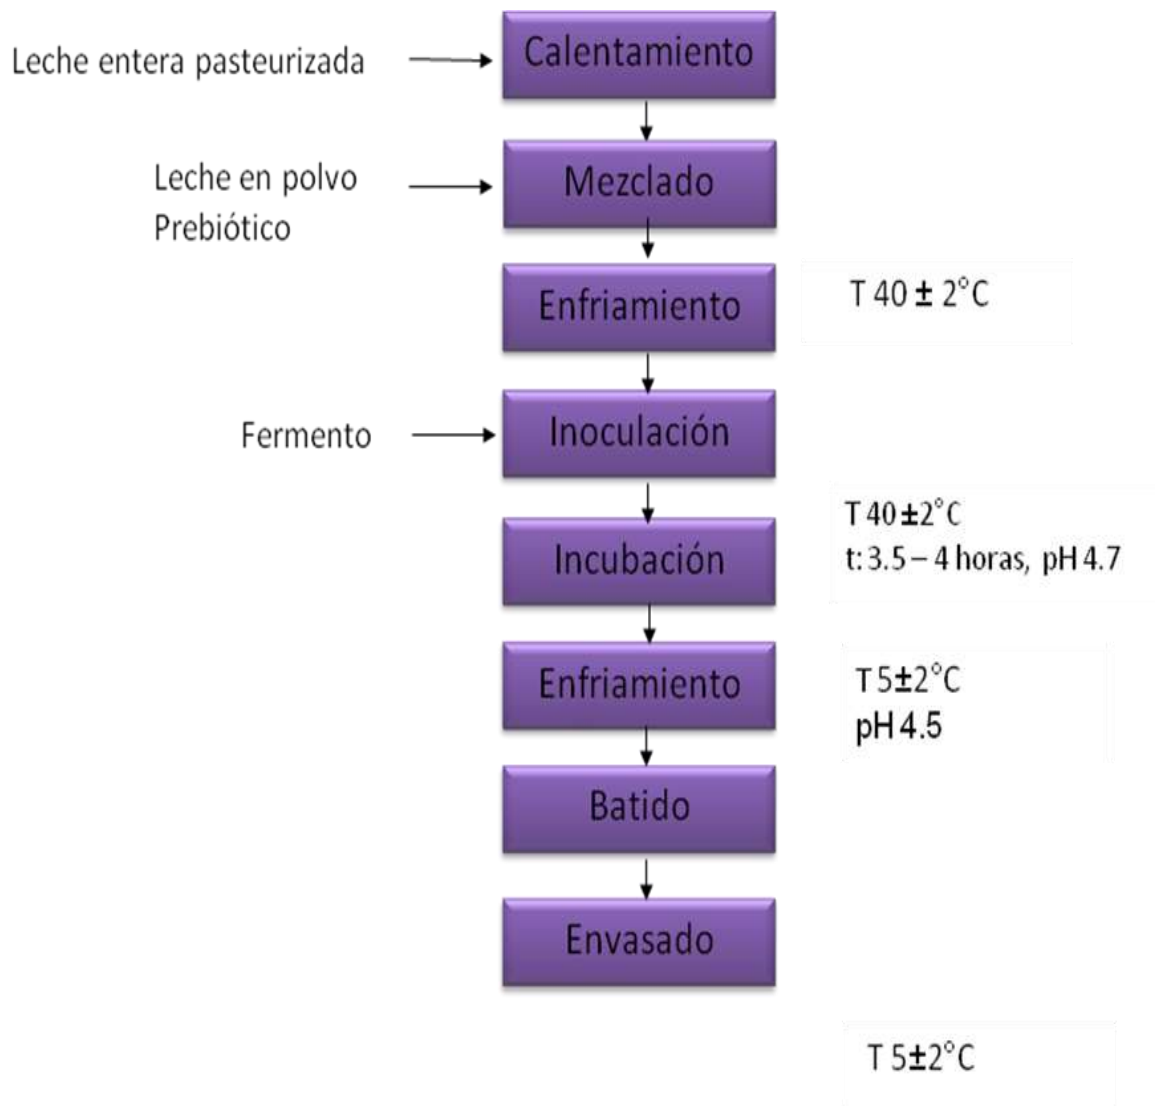 Leche entera pasteurizada
Calentamiento
Leche en polvo
Prebiótico
Mezclado
Enfriamiento
T 40 ± 2°C
Fermento
Inoculación
Incubación
T 40 ±2°C
t: 3.5 – 4 horas, pH 4.7
Enfriamiento
T 5±2°C
pH 4.5
Batido
Envasado
T 5±2°C